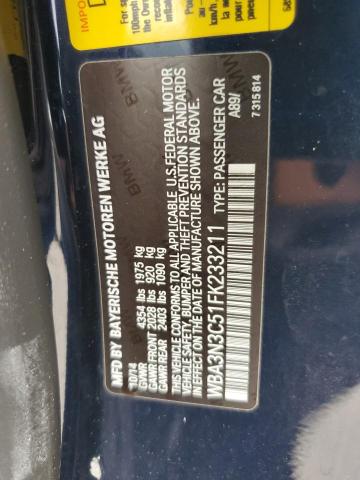 MFD BY BAYERISCHE MOTOREN WERKE AG
10/14
GVWR 4354 lbs 1975 kg
GAWR FRONT 2028 lbs 920 kg
GAWR REAR 2403 lbs 1090 kg
THIS VEHICLE CONFORMS TO ALL APPLICABLE U.S. FEDERAL MOTOR
VEHICLE SAFETY, BUMPER AND THEFT PREVENTION STANDARDS
IN EFFECT ON THE DATE OF MANUFACTURE SHOWN ABOVE.
WBA3N3C51FK233211 TYPE: PASSENGER CAR
A89/
7 315 814